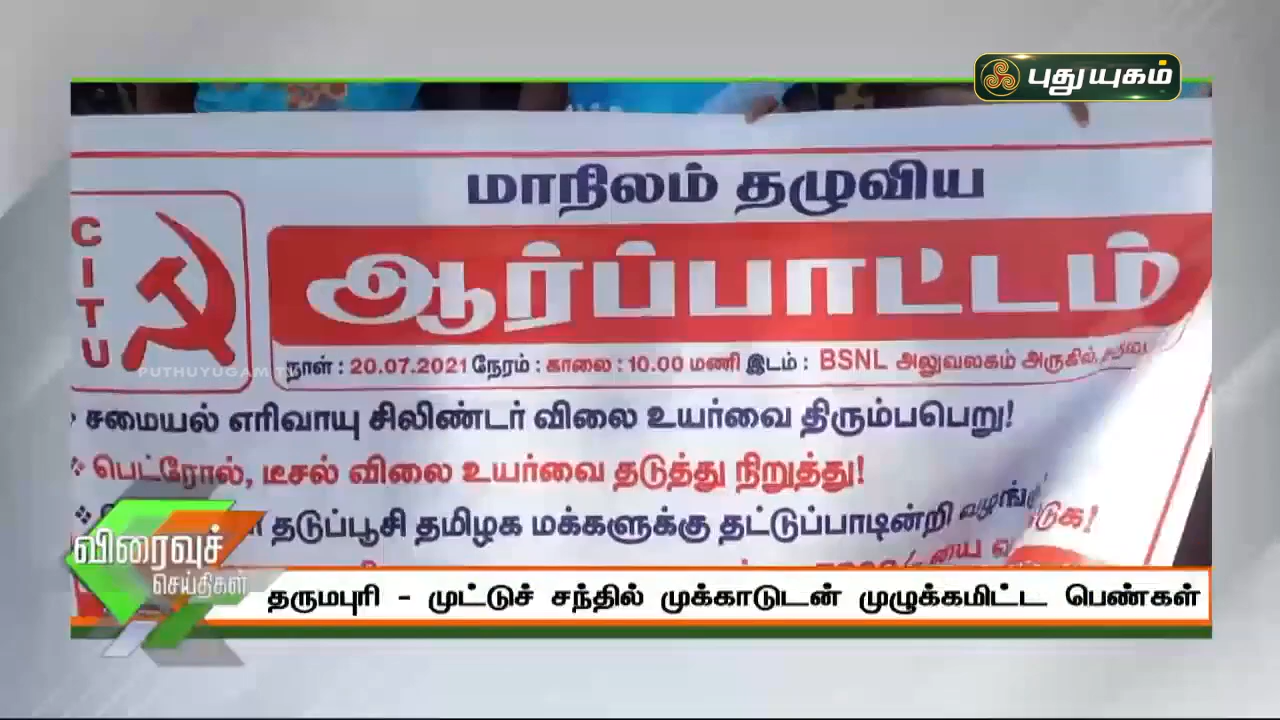 புதுயுகம்
மாநிலம் தழுவிய
CITU
ஆர்ப்பாட்டம்
நாள் : 20.07.2021 நேரம் : காலை : 10.00 மணி இடம் : BSNL அலுவலகம் அருகில்,
PUTHUYUGAM TV
சமையல் எரிவாயு சிலிண்டர் விலை உயர்வை திரும்பபெறு!
பெட்ரோல், டீசல் விலை உயர்வை தடுத்து நிறுத்து!
தடுப்பூசி தமிழக மக்களுக்கு தட்டுப்பாடின்றி
விரைவுச் செய்திகள்
தருமபுரி - முட்டுச் சந்தில் முக்காடுடன் முழுக்கமிட்ட பெண்கள்